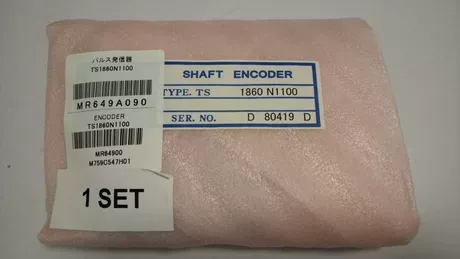 パルス発信器
TS1860N1100
MR649A090
ENCODER
TS1860N1100
MR64900
M759C547H01
1 SET
SHAFT ENCODER
TYPE. TS 1860 N1100
SER. NO. D 80419 D